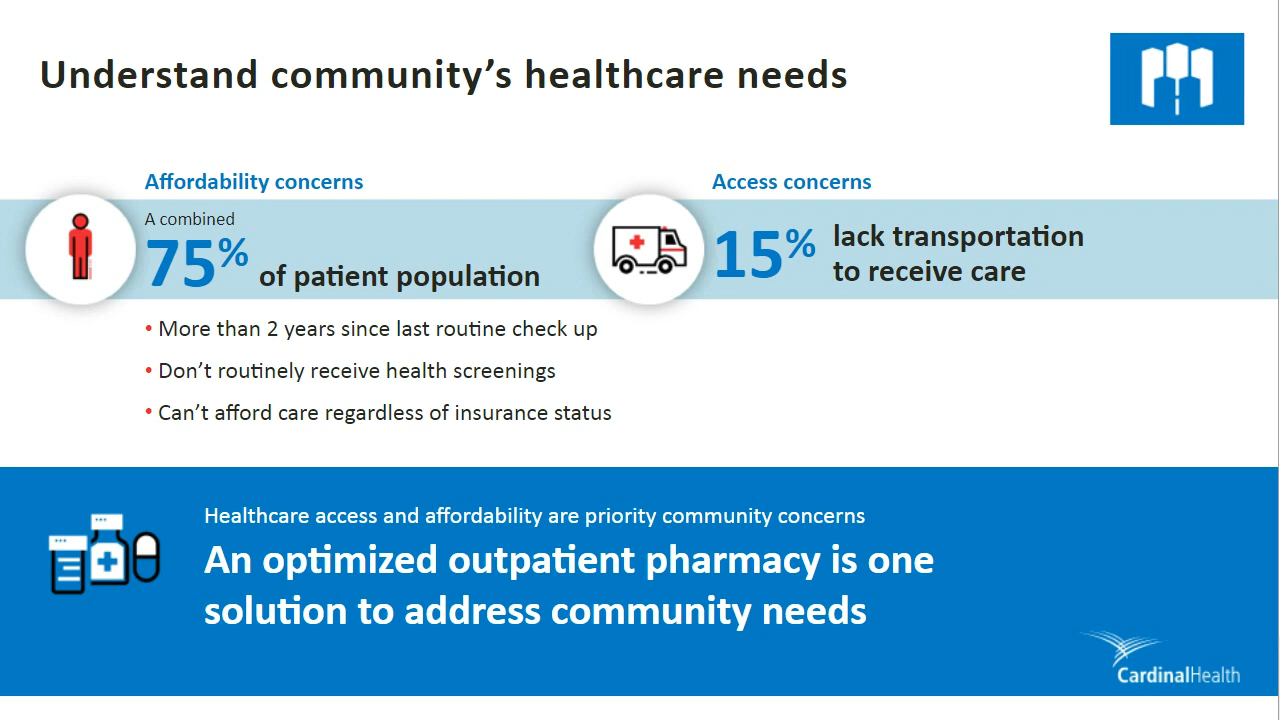 Understand community’s healthcare needs
Affordability concerns
A combined
75%
of patient population
• More than 2 years since last routine check up
• Don’t routinely receive health screenings
• Can’t afford care regardless of insurance status
Access concerns
15%
lack transportation
to receive care
Healthcare access and affordability are priority community concerns
An optimized outpatient pharmacy is one
solution to address community needs
CardinalHealth